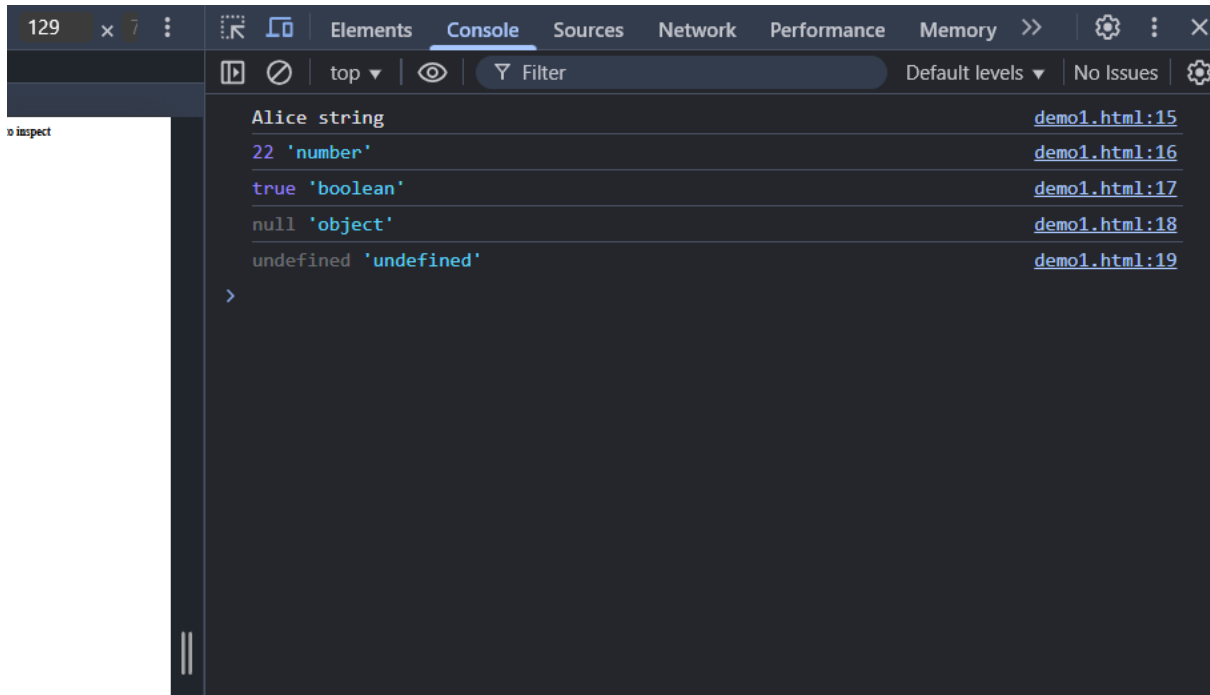 129 × 7
Elements Console Sources Network Performance Memory
top Filter Default levels No Issues
to inspect
Alice string demo1.html:15
22 'number' demo1.html:16
true 'boolean' demo1.html:17
null 'object' demo1.html:18
undefined 'undefined' demo1.html:19